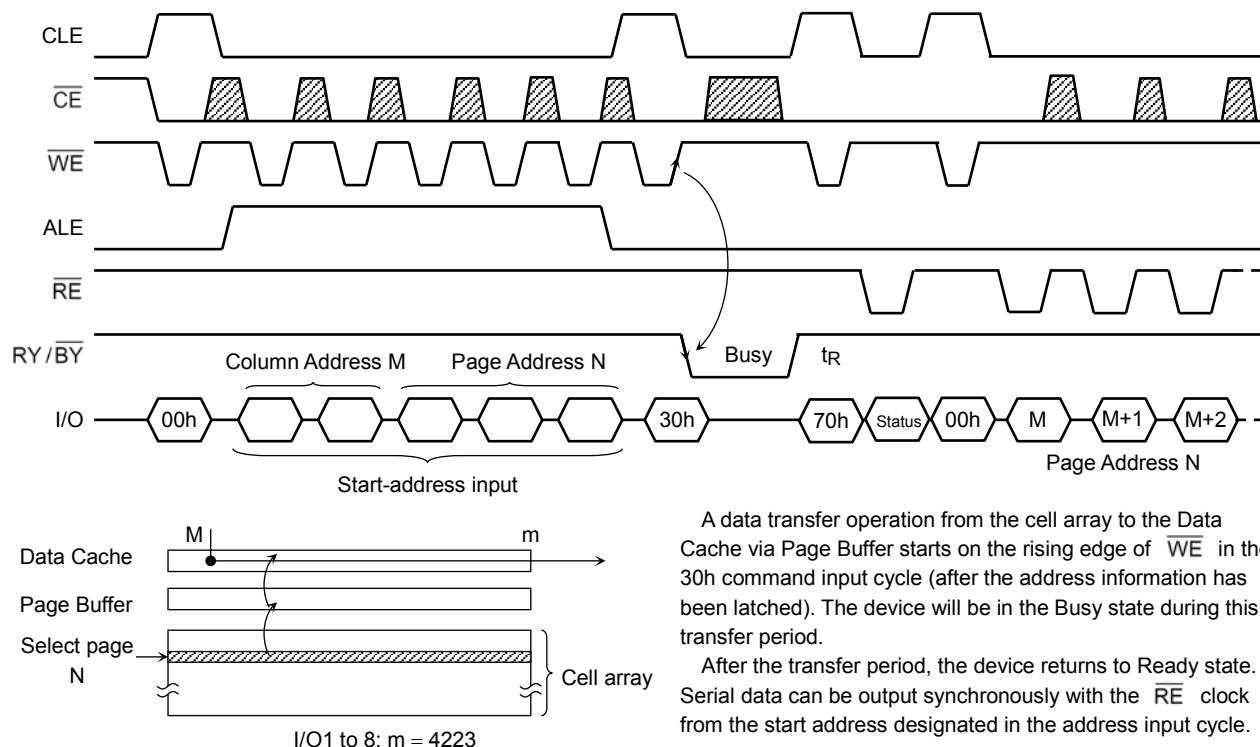 CLE
CE
WE
ALE
RE
RY / BY
Busy
tR
Column Address M
Page Address N
I/O
00h
30h
70h
Status
00h
M
M+1
M+2
Start-address input
Page Address N
M
m
Data Cache
Page Buffer
Select page
N
Cell array
I/O1 to 8: m = 4223
A data transfer operation from the cell array to the Data
Cache via Page Buffer starts on the rising edge of WE in the
30h command input cycle (after the address information has
been latched). The device will be in the Busy state during this
transfer period.
After the transfer period, the device returns to Ready state.
Serial data can be output synchronously with the RE clock
from the start address designated in the address input cycle.